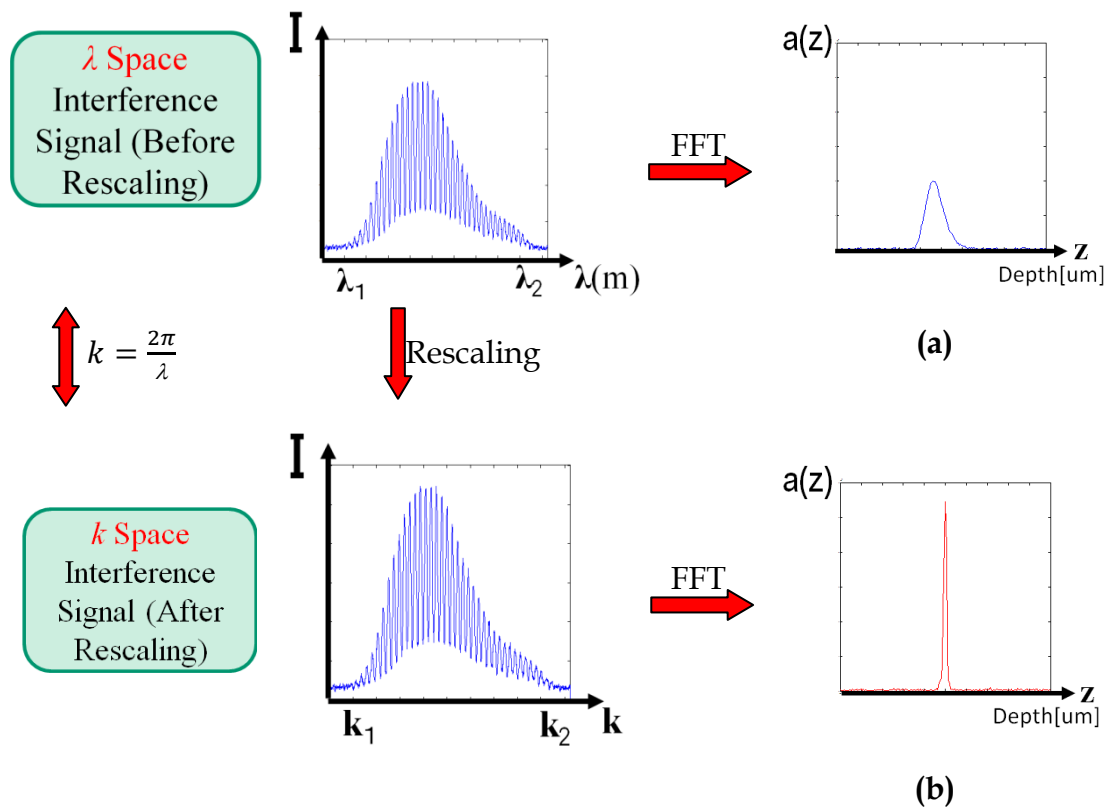 λ Space
Interference
Signal (Before
Rescaling)
I
λ₁
λ₂
λ(m)
FFT
a(z)
z
Depth[um]
(a)
k = 2π/λ
Rescaling
k Space
Interference
Signal (After
Rescaling)
I
k₁
k₂
k
FFT
a(z)
z
Depth[um]
(b)